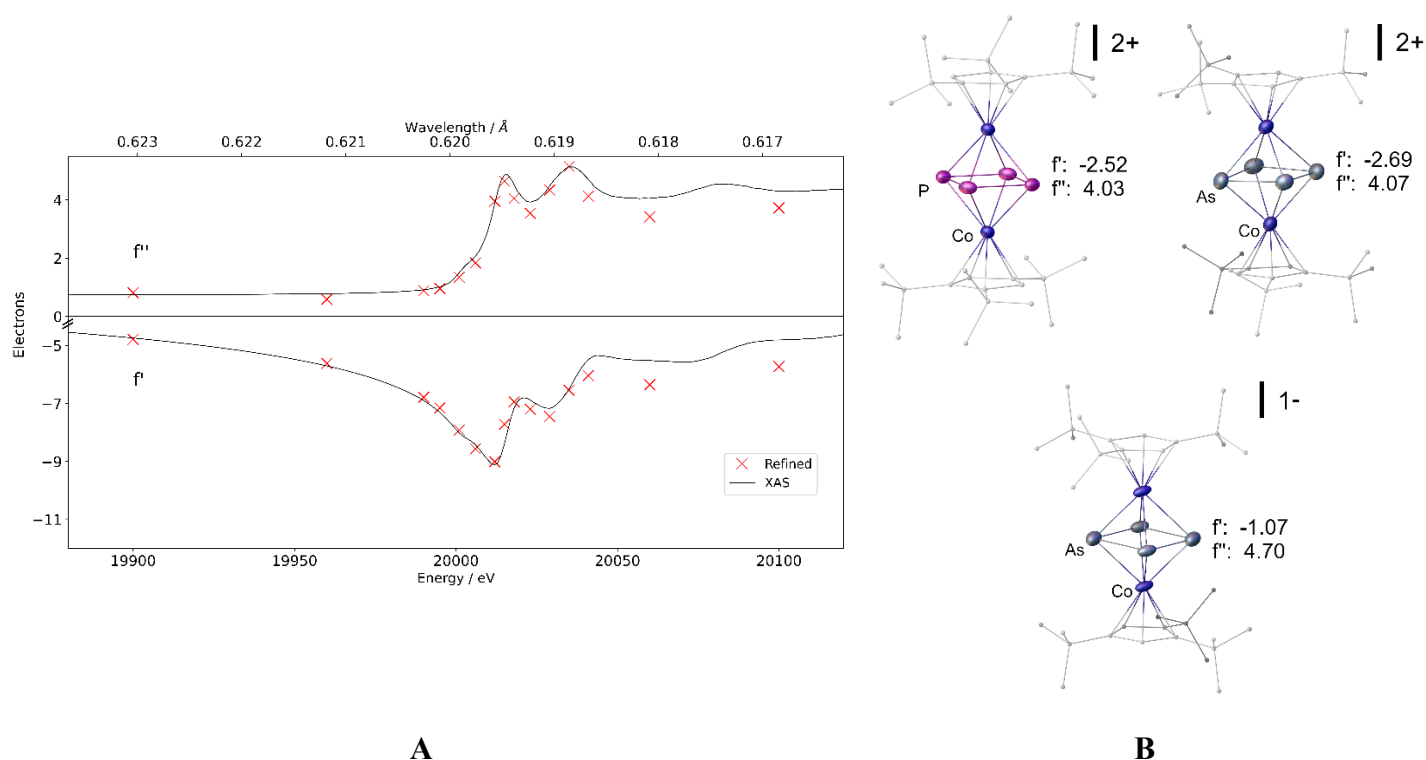 Wavelength / Å
0.623 0.622 0.621 0.620 0.619 0.618 0.617
4
2
0
−5
−7
−9
−11
f''
f'
Electrons
Refined
XAS
19900 19950 20000 20050 20100
Energy / eV
A
2+
P
Co
f': -2.52
f'': 4.03
2+
As
Co
f': -2.69
f'': 4.07
1-
As
Co
f': -1.07
f'': 4.70
B